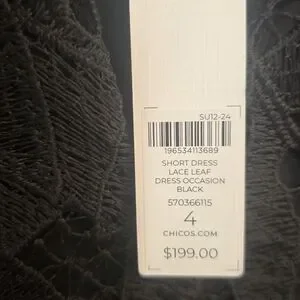 SU12-24
196534113689
SHORT DRESS
LACE LEAF
DRESS OCCASION
BLACK
570366115
4
CHICOS.COM
$199.00